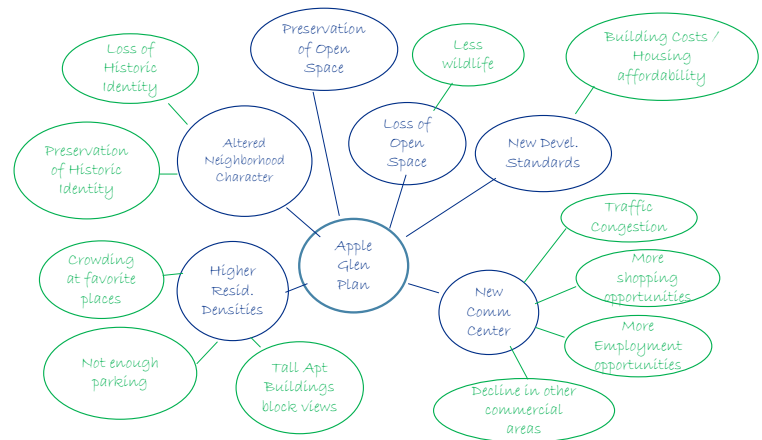 Preservation
of Open
Space
Loss of
Historic
Identity
Less
wildlife
Building Costs /
Housing
affordability
Altered
Neighborhood
Character
Loss of
Open
Space
New Devel.
Standards
Preservation
of Historic
Identity
Apple
Glen
Plan
Traffic
Congestion
Crowding
at favorite
places
Higher
Resid.
Densities
New
Comm
Center
More
shopping
opportunities
More
Employment
opportunities
Not enough
parking
Tall Apt
Buildings
block views
Decline in other
commercial
areas